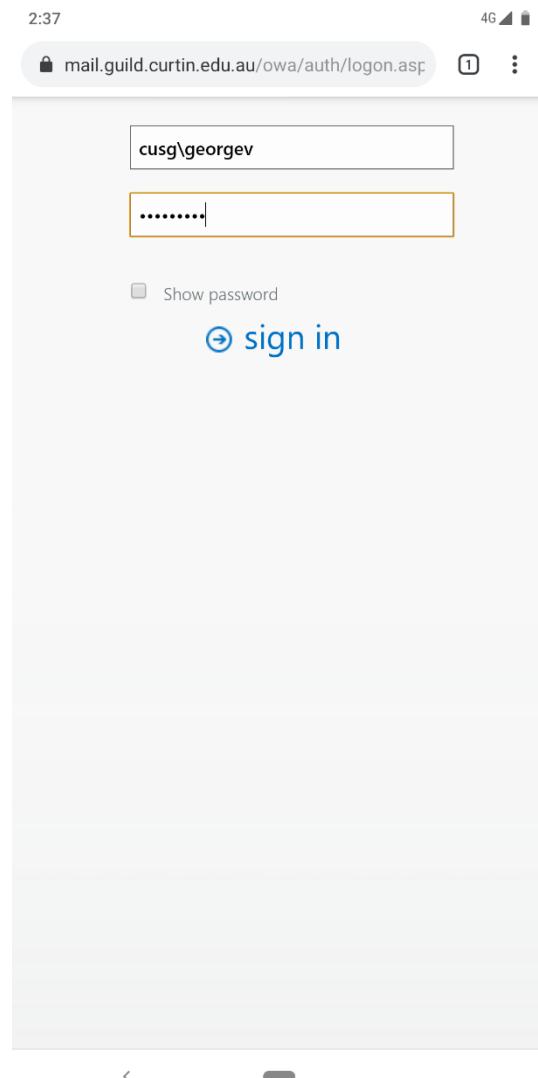 2:37 4G
mail.guild.curtin.edu.au/owa/auth/logon.asp
1
cusg\georgev
•••••••••
Show password
sign in